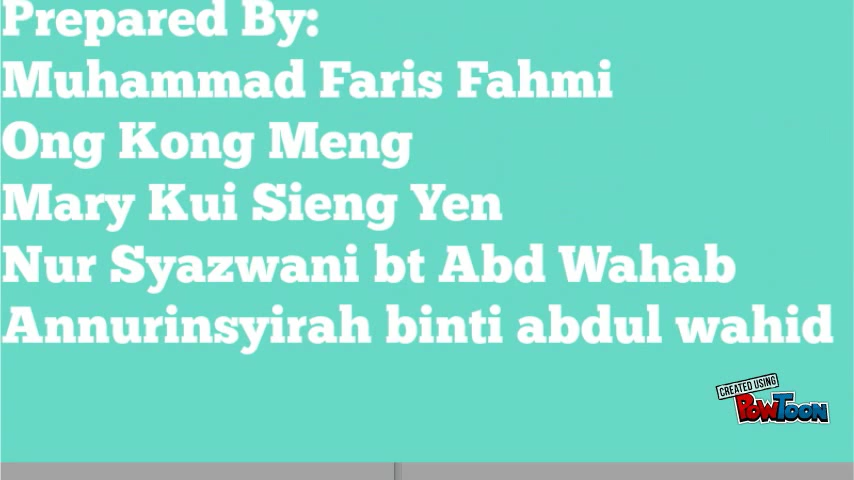 Prepared By:
Muhammad Faris Fahmi
Ong Kong Meng
Mary Kui Sieng Yen
Nur Syazwani bt Abd Wahab
Annurinsyirah binti abdul wahid
CREATED USING
POWTOON